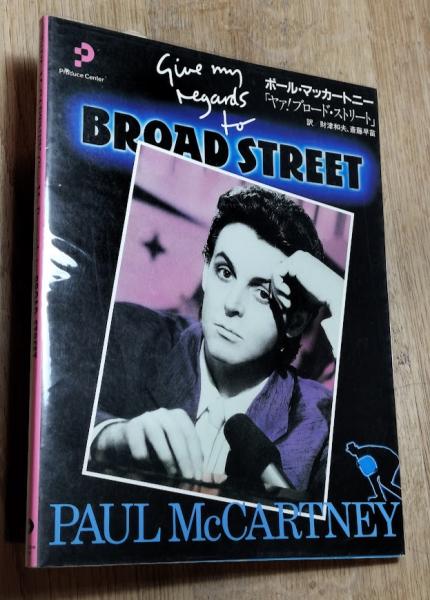 Produce Center
Give my
regards
to
BROAD STREET
ポール・マッカートニー
「ヤァ!ブロード・ストリート」
訳 財津和夫、斎藤早苗
PAUL McCARTNEY